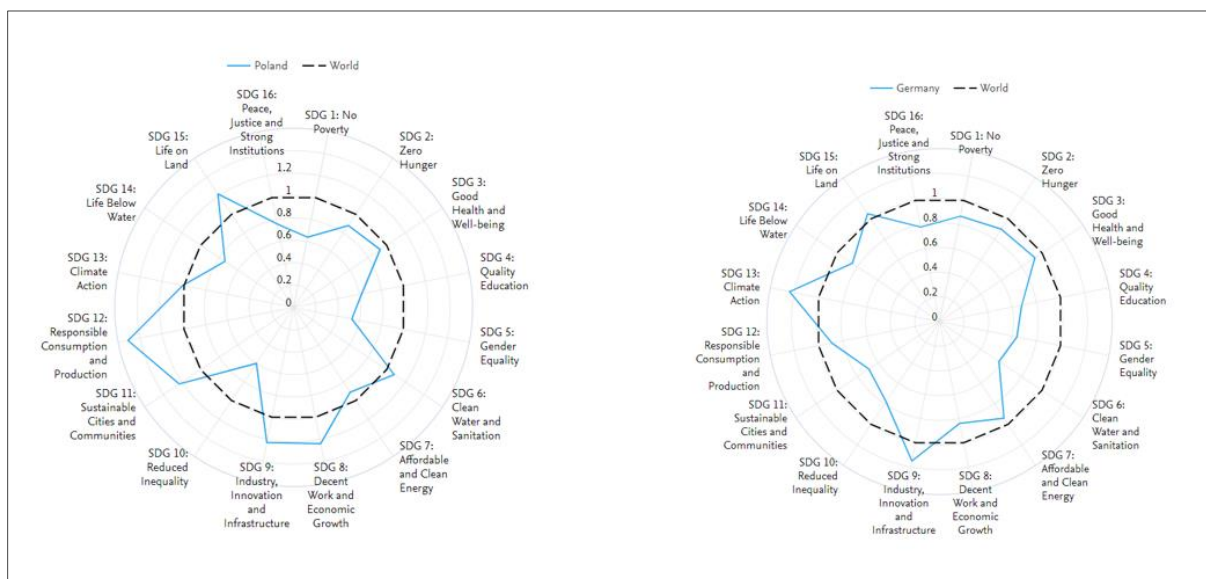 Poland
World
SDG 16:
Peace,
Justice and
Strong
Institutions
SDG 1: No
Poverty
SDG 2:
Zero
Hunger
SDG 3:
Good
Health and
Well-being
SDG 4:
Quality
Education
SDG 5:
Gender
Equality
SDG 6:
Clean
Water and
Sanitation
SDG 7:
Affordable
and Clean
Energy
SDG 8:
Decent
Work and
Economic
Growth
SDG 9:
Industry,
Innovation
and
Infrastructure
SDG 10:
Reduced
Inequality
SDG 11:
Sustainable
Cities and
Communities
SDG 12:
Responsible
Consumption
and
Production
SDG 13:
Climate
Action
SDG 14:
Life Below
Water
SDG 15:
Life on
Land
1.2
1
0.8
0.6
0.4
0.2
0
Germany
World
SDG 16:
Peace,
Justice and
Strong
Institutions
SDG 1: No
Poverty
SDG 2:
Zero
Hunger
SDG 3:
Good
Health and
Well-being
SDG 4:
Quality
Education
SDG 5:
Gender
Equality
SDG 6:
Clean
Water and
Sanitation
SDG 7:
Affordable
and Clean
Energy
SDG 8:
Decent
Work and
Economic
Growth
SDG 9:
Industry,
Innovation
and
Infrastructure
SDG 10:
Reduced
Inequality
SDG 11:
Sustainable
Cities and
Communities
SDG 12:
Responsible
Consumption
and
Production
SDG 13:
Climate
Action
SDG 14:
Life Below
Water
SDG 15:
Life on
Land
1
0.8
0.6
0.4
0.2
0